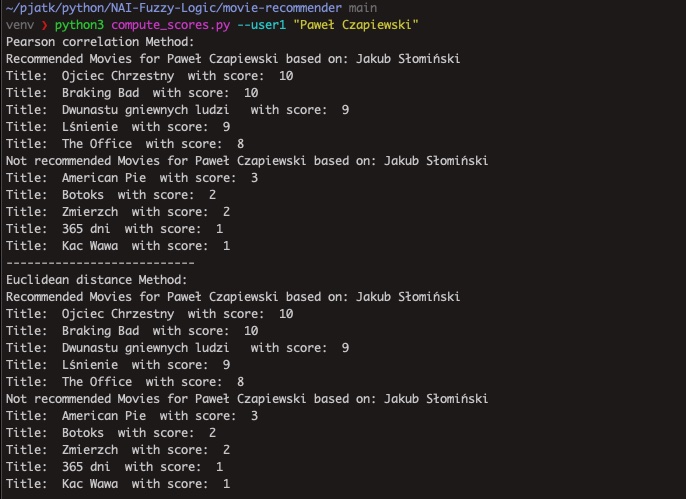 ~/pjatk/python/NAI-Fuzzy-Logic/movie-recommender main
venv ❯ python3 compute_scores.py --user1 "Paweł Czapiewski"
Pearson correlation Method:
Recommended Movies for Paweł Czapiewski based on: Jakub Słomiński
Title:  Ojciec Chrzestny  with score:  10
Title:  Braking Bad  with score:  10
Title:  Dwunastu gniewnych ludzi   with score:  9
Title:  Lśnienie  with score:  9
Title:  The Office  with score:  8
Not recommended Movies for Paweł Czapiewski based on: Jakub Słomiński
Title:  American Pie  with score:  3
Title:  Botoks  with score:  2
Title:  Zmierzch  with score:  2
Title:  365 dni  with score:  1
Title:  Kac Wawa  with score:  1
---------------------------
Euclidean distance Method:
Recommended Movies for Paweł Czapiewski based on: Jakub Słomiński
Title:  Ojciec Chrzestny  with score:  10
Title:  Braking Bad  with score:  10
Title:  Dwunastu gniewnych ludzi   with score:  9
Title:  Lśnienie  with score:  9
Title:  The Office  with score:  8
Not recommended Movies for Paweł Czapiewski based on: Jakub Słomiński
Title:  American Pie  with score:  3
Title:  Botoks  with score:  2
Title:  Zmierzch  with score:  2
Title:  365 dni  with score:  1
Title:  Kac Wawa  with score:  1